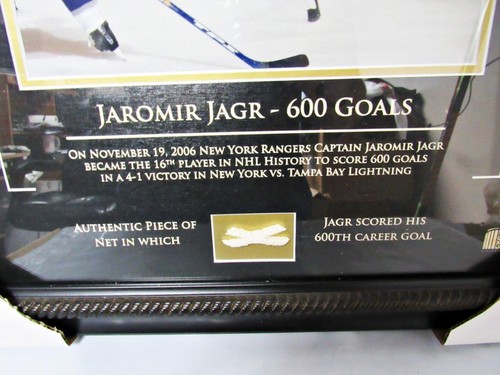 JAROMIR JAGR - 600 GOALS
ON NOVEMBER 19, 2006 NEW YORK RANGERS CAPTAIN JAROMIR JAGR
BECAME THE 16TH PLAYER IN NHL HISTORY TO SCORE 600 GOALS
IN A 4-1 VICTORY IN NEW YORK VS. TAMPA BAY LIGHTNING
AUTHENTIC PIECE OF
NET IN WHICH
JAGR SCORED HIS
600TH CAREER GOAL